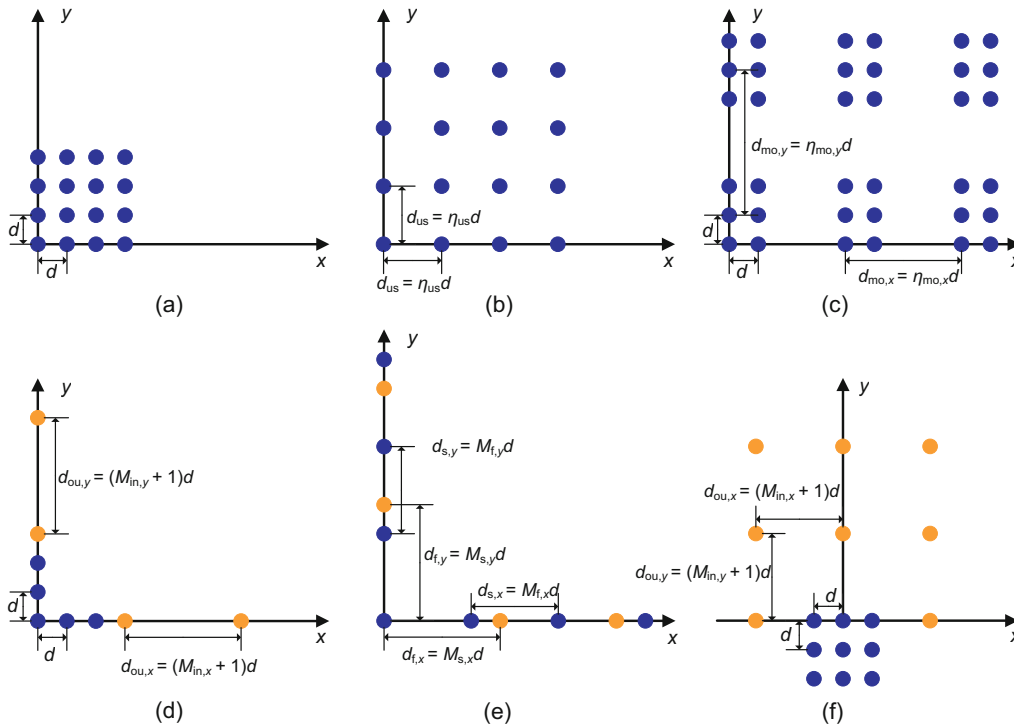 y
d
d
x
(a)
y
d_us = η_us d
x
d_us = η_us d
(b)
y
d_mo,y = η_mo,y d
d
d
x
d_mo,x = η_mo,x d
(c)
y
d_ou,y = (M_in,y + 1)d
d
d
x
d_ou,x = (M_in,x + 1)d
(d)
y
d_s,y = M_f,y d
d_f,y = M_s,y d
d_s,x = M_f,x d
x
d_f,x = M_s,x d
(e)
y
d_ou,x = (M_in,x + 1)d
d_ou,y = (M_in,y + 1)d
d
x
d
(f)